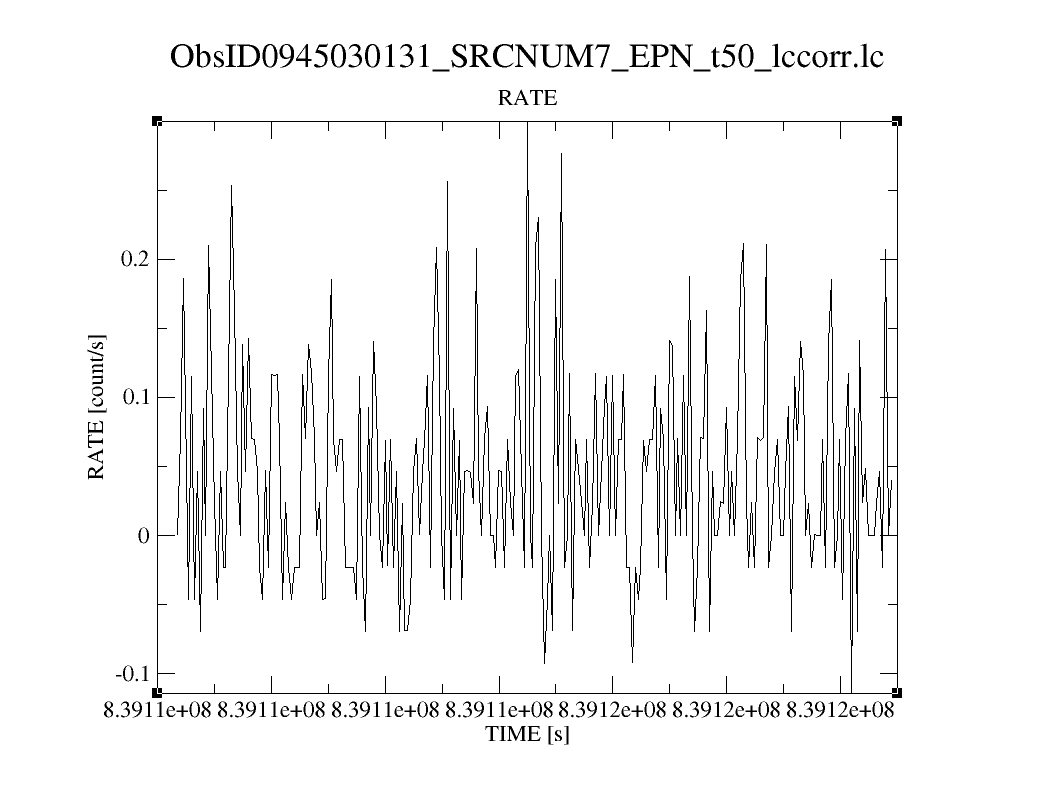 ObsID0945030131_SRCNUM7_EPN_t50_lccorr.lc
RATE
0.2
0.1
0
-0.1
RATE [count/s]
8.3911e+08 8.3911e+08 8.3911e+08 8.3911e+08 8.3912e+08 8.3912e+08 8.3912e+08
TIME [s]